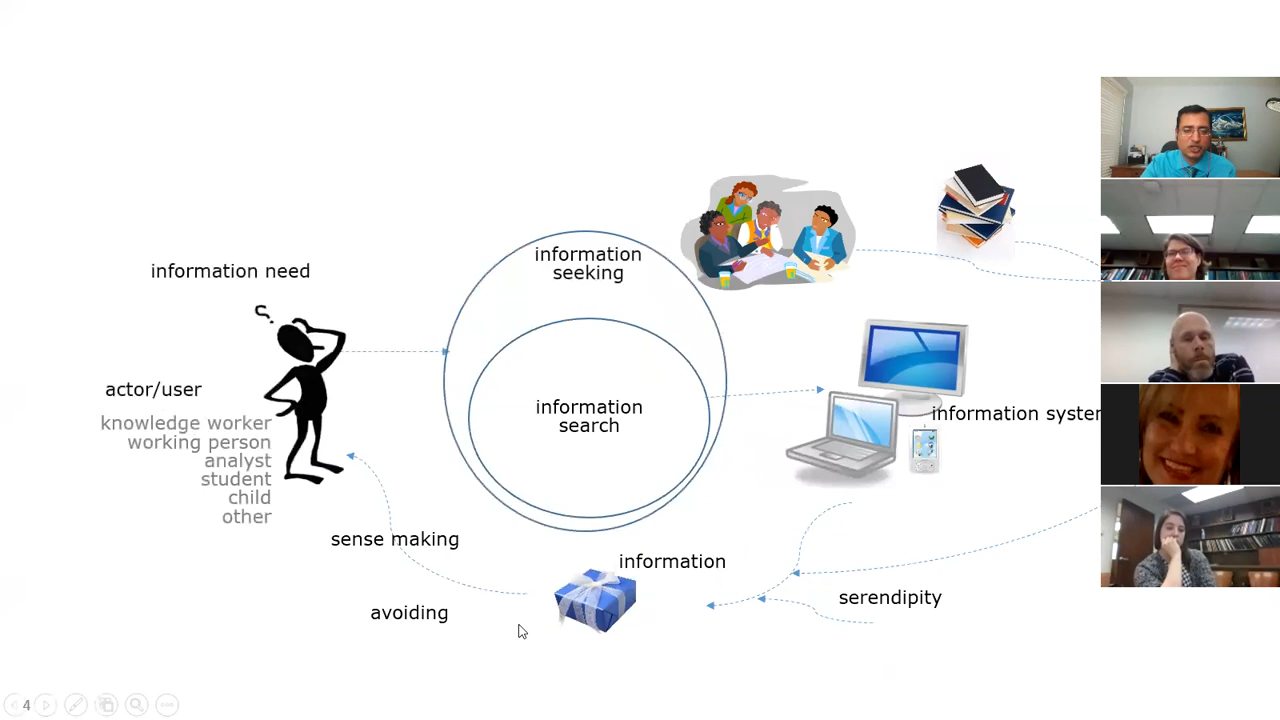 information need
actor/user
knowledge worker
working person
analyst
student
child
other
information
seeking
information
search
information system
information
serendipity
sense making
avoiding
4